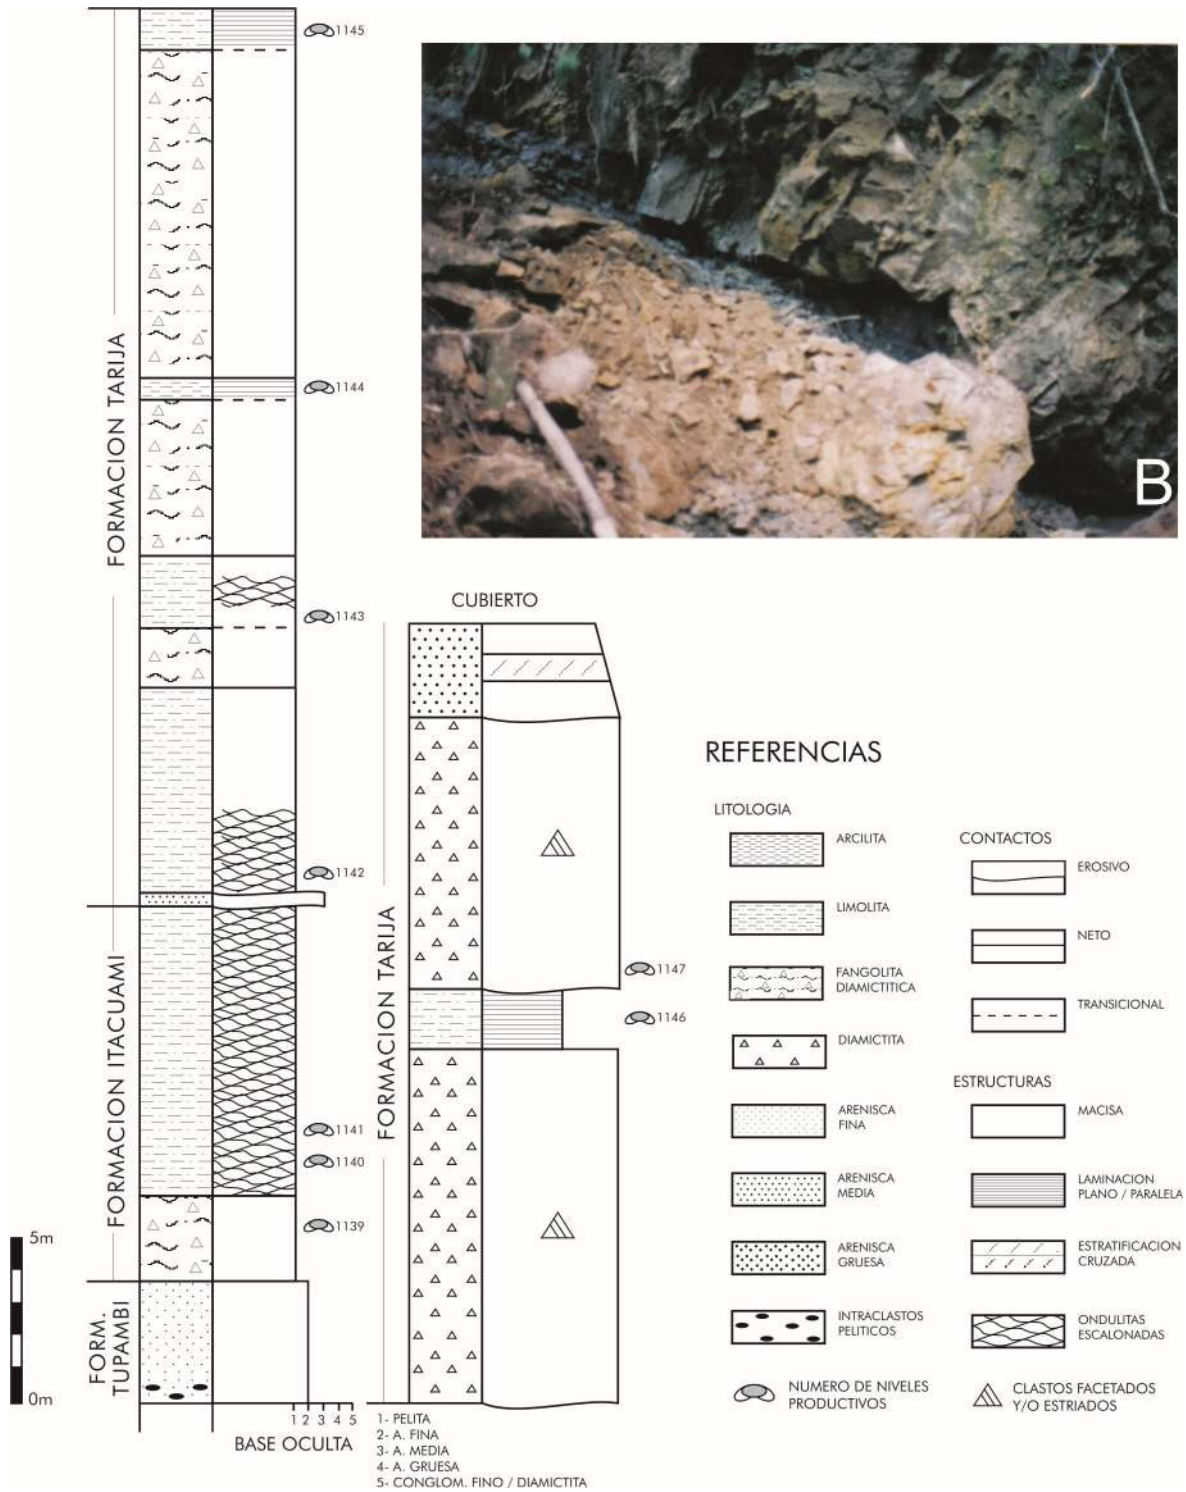 1145
FORMACION TARIJA
1144
1143
1142
FORMACION ITACUAMI
1141
1140
1139
5m
0m
FORM.
TUPAMBI
1 2 3 4 5
BASE OCULTA
1- PELITA
2- A. FINA
3- A. MEDIA
4- A. GRUESA
5- CONGLOM. FINO / DIAMICTITA
B
CUBIERTO
FORMACION TARIJA
1147
1146
REFERENCIAS
LITOLOGIA
ARCILITA
LIMOLITA
FANGOLITA
DIAMICTITICA
DIAMICTITA
ARENISCA
FINA
ARENISCA
MEDIA
ARENISCA
GRUESA
INTRACLASTOS
PELITICOS
NUMERO DE NIVELES
PRODUCTIVOS
CONTACTOS
EROSIVO
NETO
TRANSICIONAL
ESTRUCTURAS
MACISA
LAMINACION
PLANO / PARALELA
ESTRATIFICACION
CRUZADA
ONDULITAS
ESCALONADAS
CLASTOS FACETADOS
Y/O ESTRIADOS